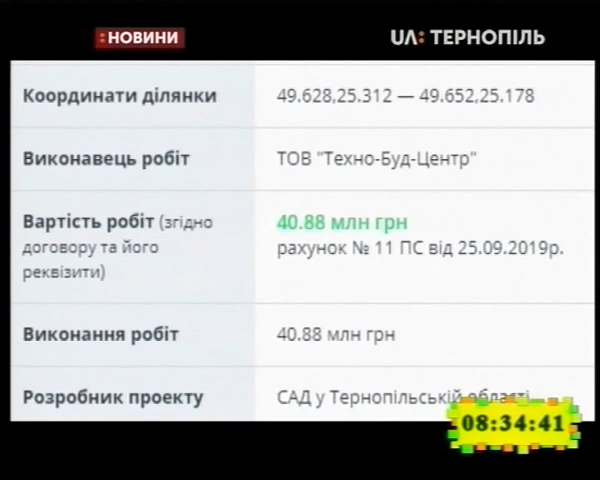 :НОВИНИ
UA: ТЕРНОПІЛЬ
Координати ділянки
49.628,25.312 — 49.652,25.178
Виконавець робіт
ТОВ "Техно-Буд-Центр"
Вартість робіт (згідно
договору та його
реквізити)
40.88 млн грн
рахунок № 11 ПС від 25.09.2019р.
Виконання робіт
40.88 млн грн
Розробник проекту
САД у Тернопільській області
08:34:41